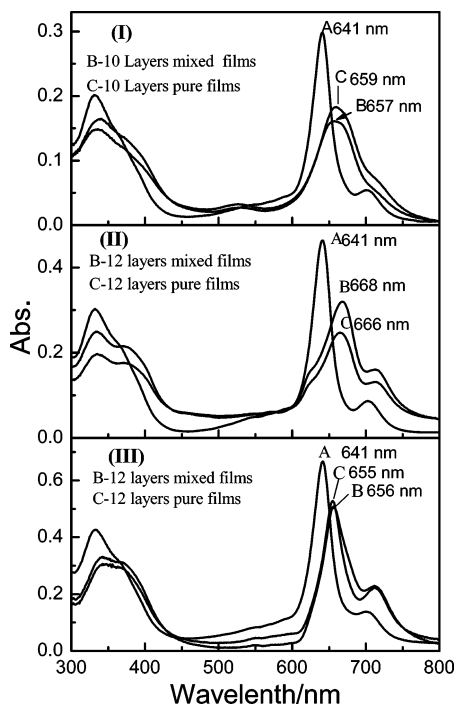 (I)
A641 nm
B-10 Layers mixed films
C-10 Layers pure films
C 659 nm
B657 nm
0.3
0.2
0.1
0.0
(II)
A641 nm
B-12 layers mixed films
C-12 layers pure films
B 668 nm
C 666 nm
0.4
0.2
0.0
Abs.
(III)
A 641 nm
B-12 layers mixed films
C-12 layers pure films
C 655 nm
B 656 nm
0.6
0.4
0.2
0.0
300 400 500 600 700 800
Wavelenth/nm